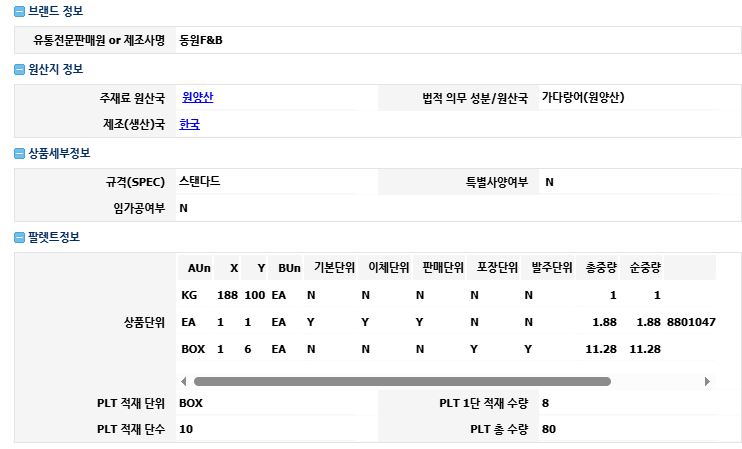 브랜드 정보
유통전문판매원 or 제조사명 동원F&B
원산지 정보
주재료 원산국 원양산 법적 의무 성분/원산국 가다랑어(원양산)
제조(생산)국 한국
상품세부정보
규격(SPEC) 스탠다드 특별사양여부 N
임가공여부 N
팔렛트정보
AUn X Y BUn 기본단위 이체단위 판매단위 포장단위 발주단위 총중량 순중량
KG 188 100 EA N N N N N 1 1
상품단위 EA 1 1 EA Y Y Y N N 1.88 1.88 8801047
BOX 1 6 EA N N N Y Y 11.28 11.28
PLT 적재 단위 BOX PLT 1단 적재 수량 8
PLT 적재 단수 10 PLT 총 수량 80